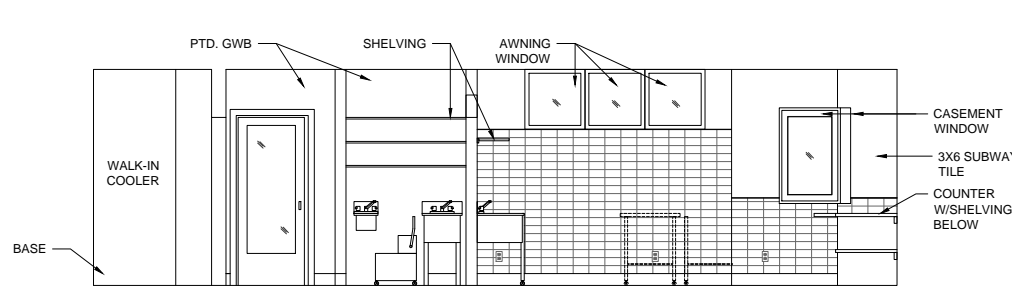 PTD. GWB
SHELVING
AWNING
WINDOW
CASEMENT
WINDOW
3X6 SUBWAY
TILE
WALK-IN
COOLER
COUNTER
W/SHELVING
BELOW
BASE